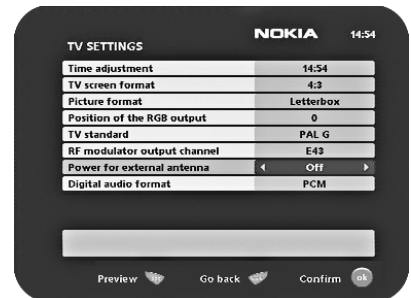 NOKIA 14:54
TV SETTINGS
Time adjustment 14:54
TV screen format 4:3
Picture format Letterbox
Position of the RGB output 0
TV standard PAL G
RF modulator output channel E43
Power for external antenna Off
Digital audio format PCM
Preview Go back Confirm ok